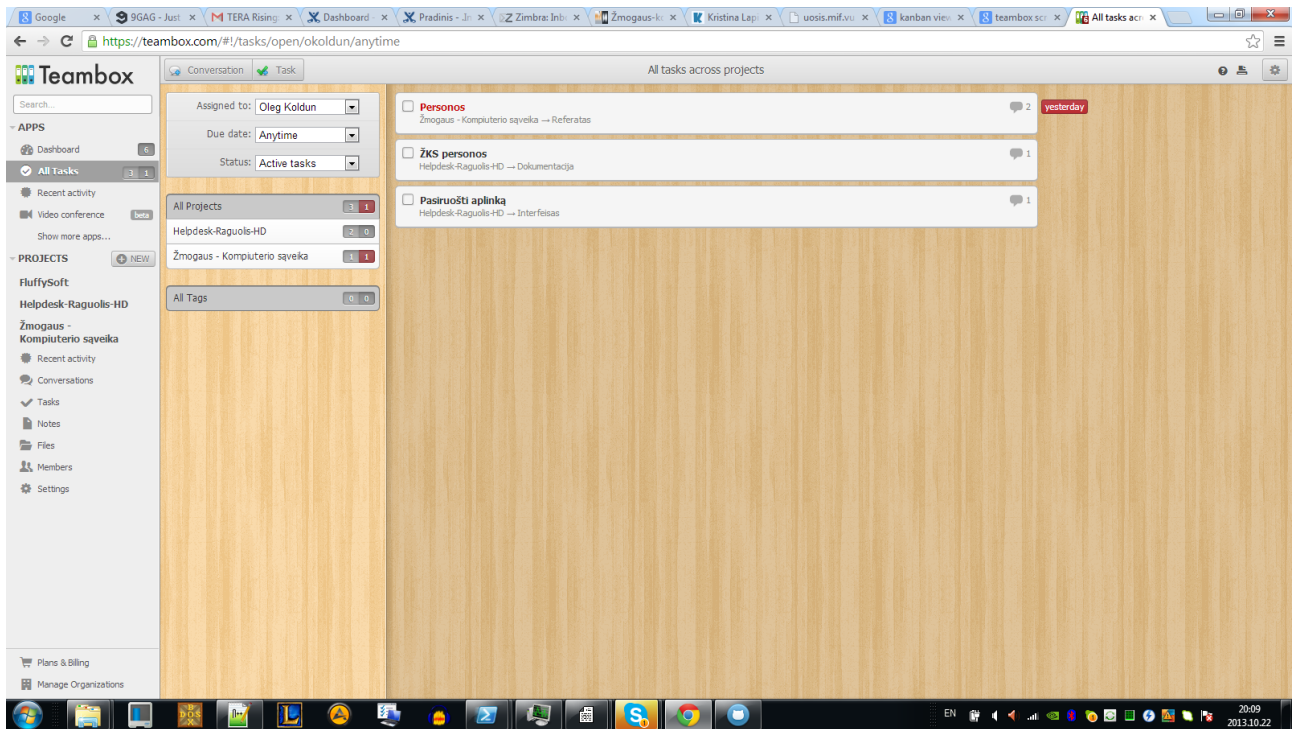 Google
9GAG - Just
TERA Rising
Dashboard -
Pradinis - Jn
Zimbra: Inb
Žmogaus-ko
Kristina Lapi
uosis.mif.vu
kanban view
teambox scr
All tasks acro
https://teambox.com/#!/tasks/open/okoldun/anytime
Teambox
Conversation
Task
All tasks across projects
Search...
APPS
Dashboard 6
All Tasks 3 1
Recent activity
Video conference beta
Show more apps...
PROJECTS NEW
FluffySoft
Helpdesk-Raguolis-HD
Žmogaus -
Kompiuterio sąveika
Recent activity
Conversations
Tasks
Notes
Files
Members
Settings
Plans & Billing
Manage Organizations
Assigned to: Oleg Koldun
Due date: Anytime
Status: Active tasks
All Projects 3 1
Helpdesk-Raguolis-HD 2 0
Žmogaus - Kompiuterio sąveika 1 1
All Tags 0 0
Personos 2 yesterday
Žmogaus - Kompiuterio sąveika → Referatas
ŽKS personos 1
Helpdesk-Raguolis-HD → Dokumentacija
Pasiruošti aplinką 1
Helpdesk-Raguolis-HD → Interfeisas
EN
20:09
2013.10.22